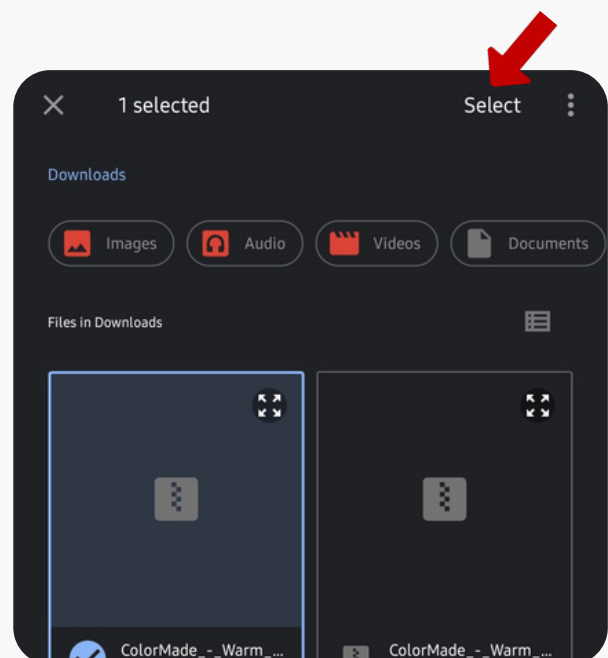 1 selected Select
Downloads
Images Audio Videos Documents
Files in Downloads
ColorMade_-_Warm_... ColorMade_-_Warm_...